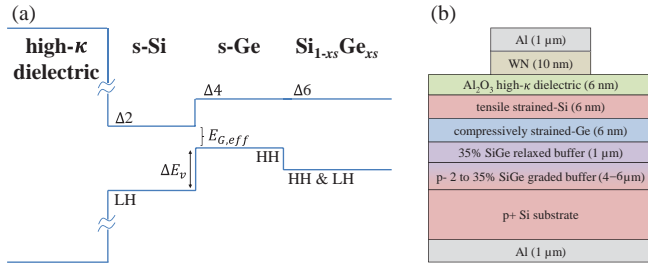 (a)
high-κ
dielectric
s-Si
s-Ge
Si1-xsGexs
Δ2
Δ4
Δ6
EG,eff
ΔEv
HH
HH & LH
LH
(b)
Al (1 μm)
WN (10 nm)
Al2O3 high-κ dielectric (6 nm)
tensile strained-Si (6 nm)
compressively strained-Ge (6 nm)
35% SiGe relaxed buffer (1 μm)
p- 2 to 35% SiGe graded buffer (4–6μm)
p+ Si substrate
Al (1 μm)